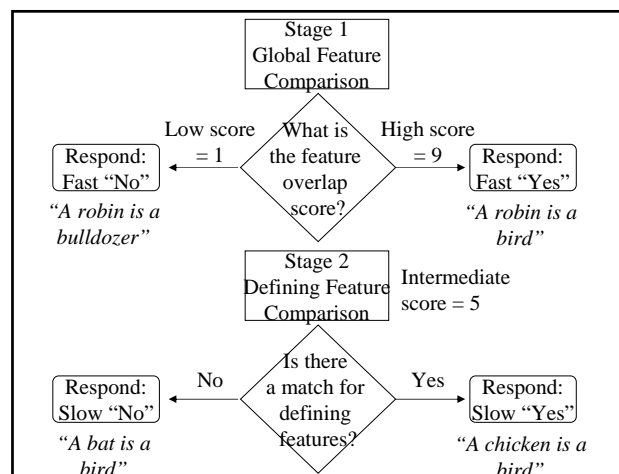 Stage 1
Global Feature
Comparison
Low score
= 1
What is
the feature
overlap
score?
High score
= 9
Respond:
Fast “No”
“A robin is a
bulldozer”
Respond:
Fast “Yes”
“A robin is a
bird”
Stage 2
Defining Feature
Comparison
Intermediate
score = 5
Is there
a match for
defining
features?
No
Yes
Respond:
Slow “No”
“A bat is a
bird”
Respond:
Slow “Yes”
“A chicken is a
bird”